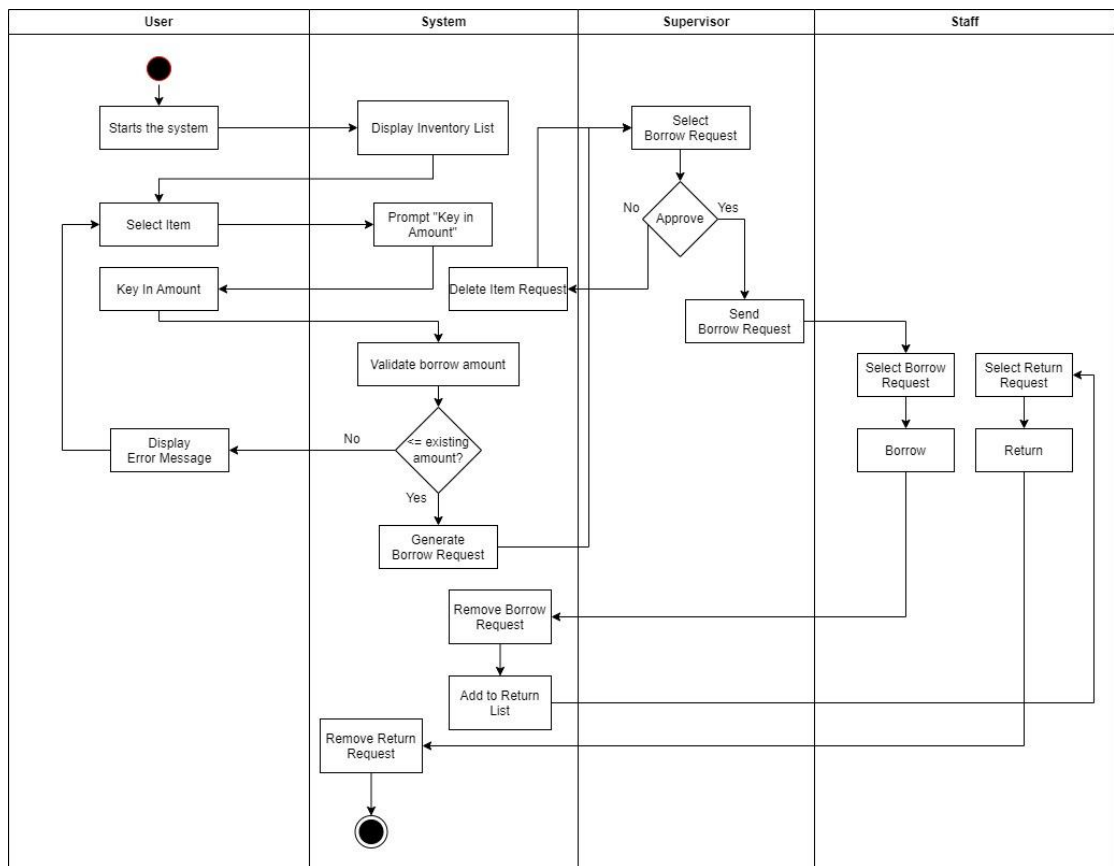 User
System
Supervisor
Staff
Starts the system
Display Inventory List
Select
Borrow Request
Select Item
Prompt "Key in
Amount"
No
Approve
Yes
Key In Amount
Delete Item Request
Send
Borrow Request
Validate borrow amount
Select Borrow
Request
Select Return
Request
Display
Error Message
No
<= existing
amount?
Borrow
Return
Yes
Generate
Borrow Request
Remove Borrow
Request
Add to Return
List
Remove Return
Request